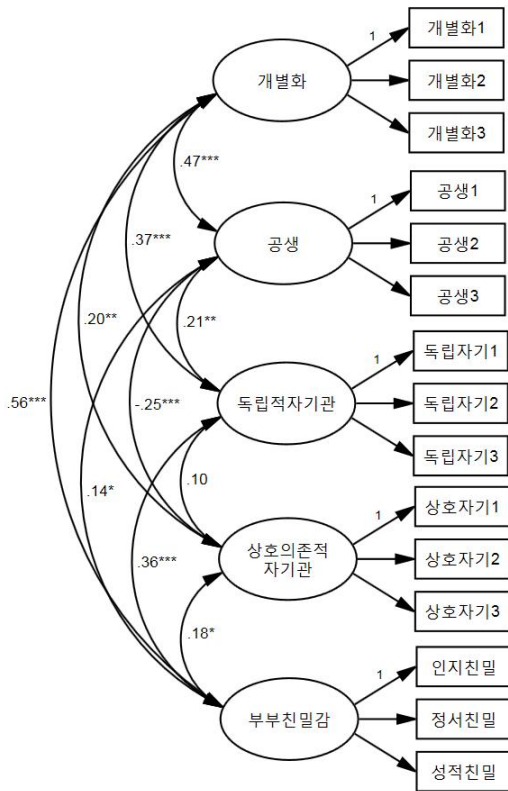 개별화
1
개별화1
개별화2
개별화3
.47***
공생
1
공생1
공생2
공생3
.37***
.21**
.20**
독립적자기관
1
독립자기1
독립자기2
독립자기3
-.25***
.56***
.10
.14*
상호의존적
자기관
1
상호자기1
상호자기2
상호자기3
.36***
.18*
부부친밀감
1
인지친밀
정서친밀
성적친밀